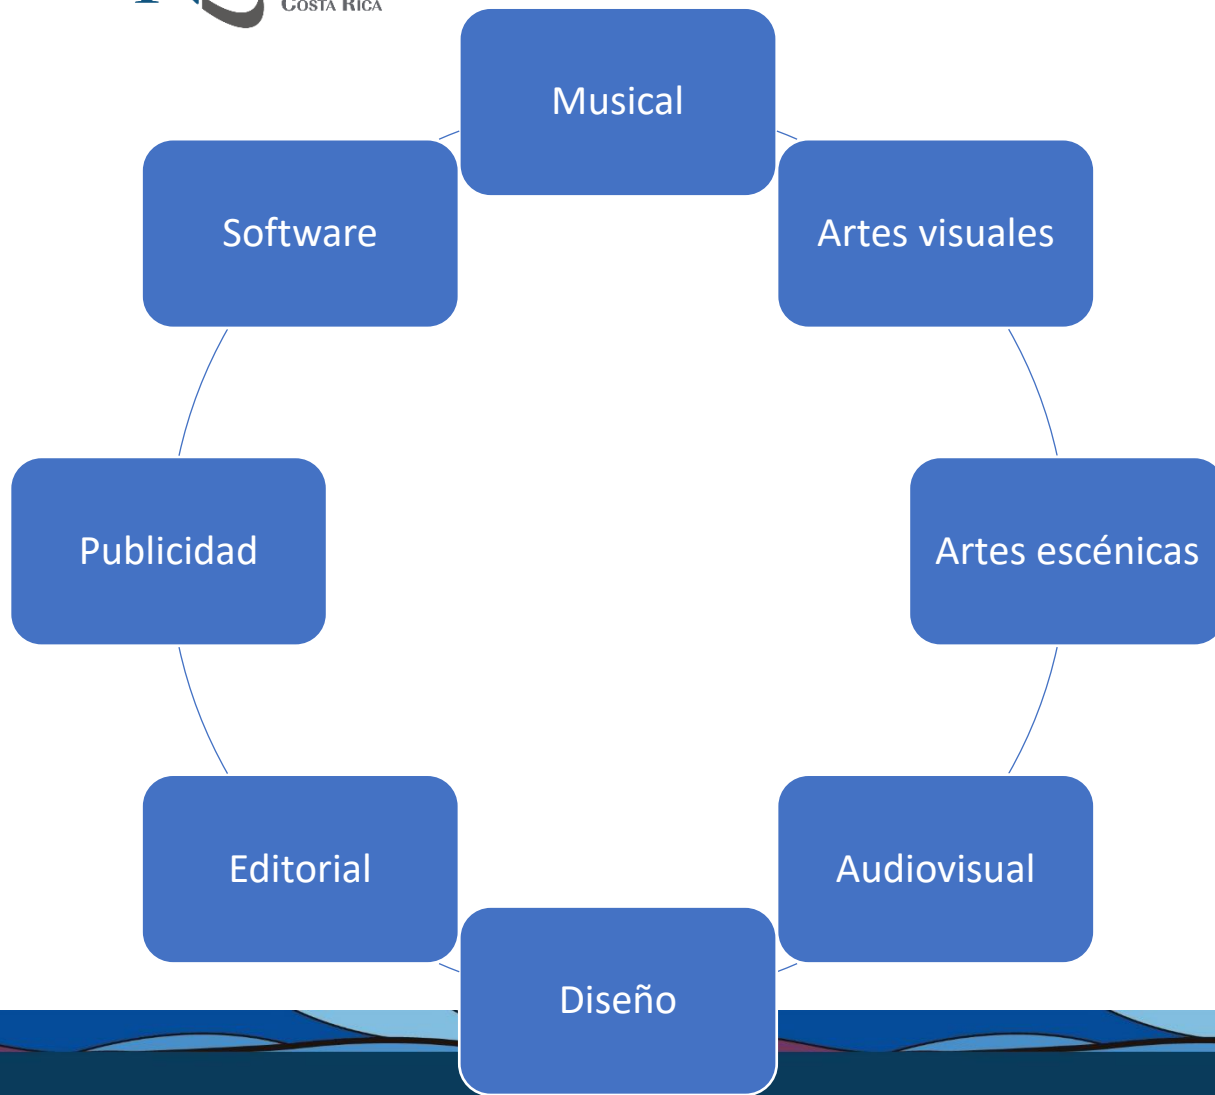 COSTA RICA
Musical
Artes visuales
Artes escénicas
Audiovisual
Diseño
Editorial
Publicidad
Software